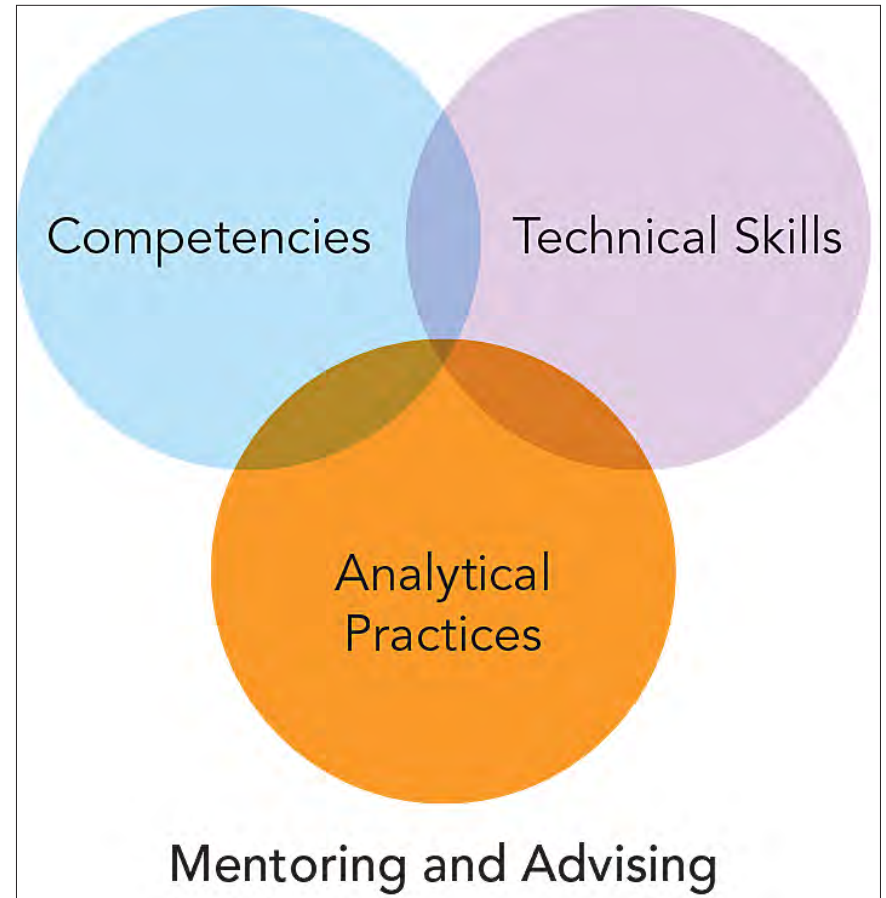 Competencies
Technical Skills
Analytical
Practices
Mentoring and Advising